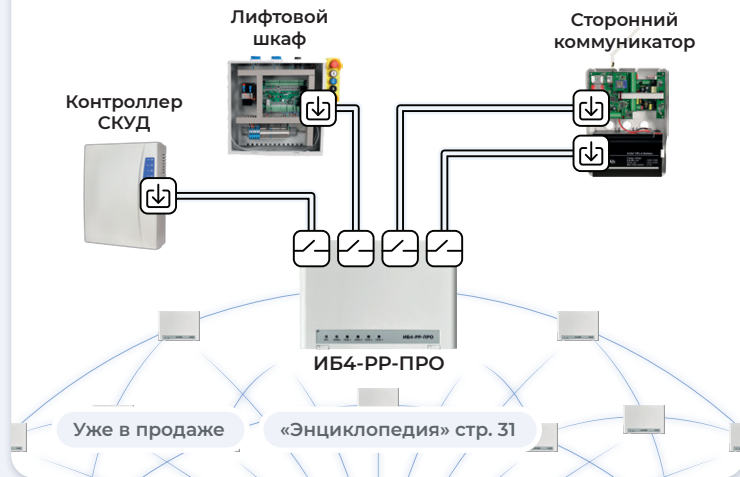 Лифтовой
шкаф
Сторонний
коммуникатор
Контроллер
СКУД
ИБ4-РР-ПРО
ИБ4-РР-ПРО
Уже в продаже
«Энциклопедия» стр. 31